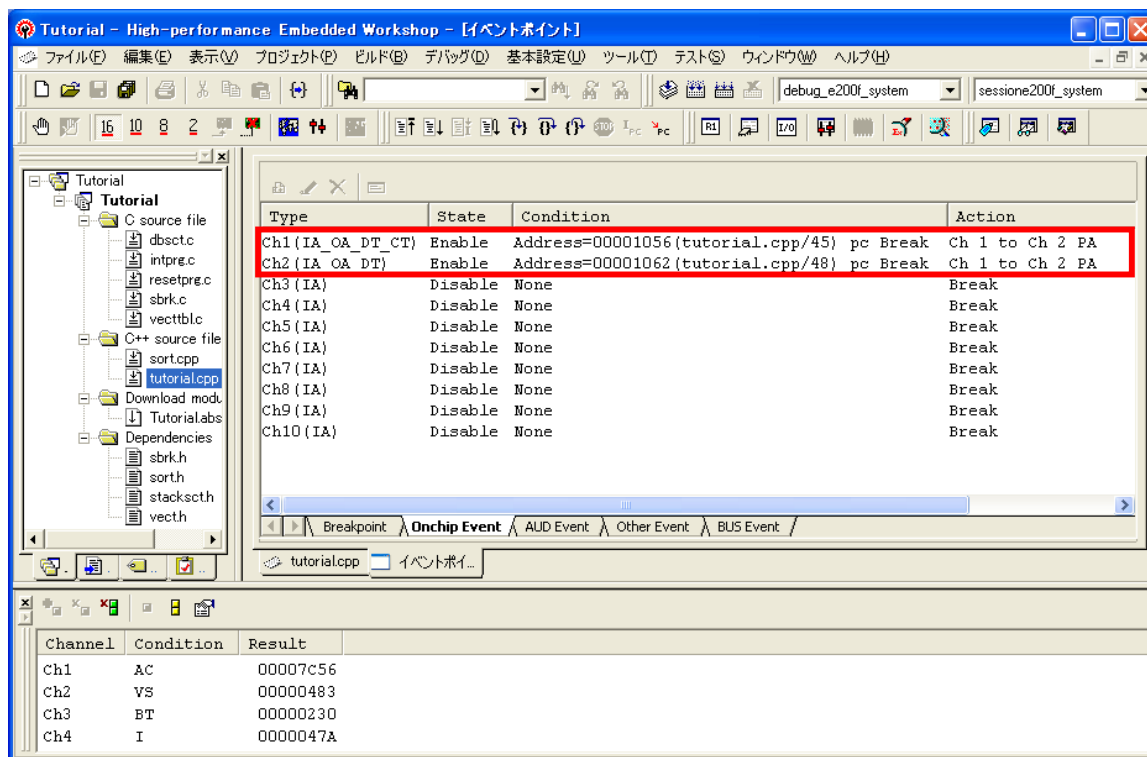 Tutorial - High-performance Embedded Workshop - [イベントポイント]
ファイル(F) 編集(E) 表示(V) プロジェクト(P) ビルド(B) デバッグ(D) 基本設定(U) ツール(T) テスト(S) ウィンドウ(W) ヘルプ(H)
debug_e200f_system sessione200f_system
16 10 8 2
Tutorial
Tutorial
C source file
dbsct.c
intprg.c
resetprg.c
sbrk.c
vecttbl.c
C++ source file
sort.cpp
tutorial.cpp
Download modu
Tutorial.abs
Dependencies
sbrk.h
sort.h
stacksct.h
vect.h
Type State Condition Action
Ch1(IA_OA_DT_CT) Enable Address=00001056(tutorial.cpp/45) pc Break Ch 1 to Ch 2 PA
Ch2(IA_OA_DT) Enable Address=00001062(tutorial.cpp/48) pc Break Ch 1 to Ch 2 PA
Ch3(IA) Disable None Break
Ch4(IA) Disable None Break
Ch5(IA) Disable None Break
Ch6(IA) Disable None Break
Ch7(IA) Disable None Break
Ch8(IA) Disable None Break
Ch9(IA) Disable None Break
Ch10(IA) Disable None Break
Breakpoint Onchip Event AUD Event Other Event BUS Event
tutorial.cpp イベントポイ...
Channel Condition Result
Ch1 AC 00007C56
Ch2 VS 00000483
Ch3 BT 00000230
Ch4 I 0000047A